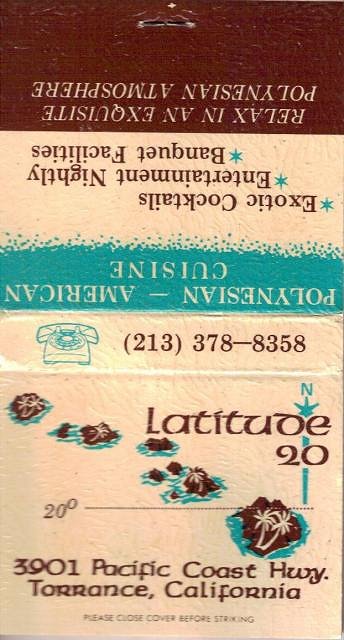 RELAX IN AN EXQUISITE
POLYNESIAN ATMOSPHERE
*Exotic Cocktails
*Entertainment Nightly
*Banquet Facilities
POLYNESIAN — AMERICAN
CUISINE
(213) 378—8358
N
Latitude
20
20°
3901 Pacific Coast Hwy.
Torrance, California
PLEASE CLOSE COVER BEFORE STRIKING